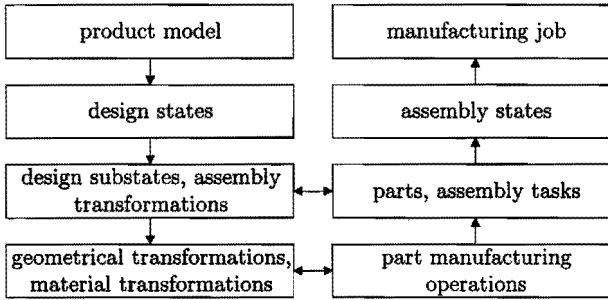 product model
manufacturing job
design states
assembly states
design substates, assembly
transformations
parts, assembly tasks
geometrical transformations,
material transformations
part manufacturing
operations